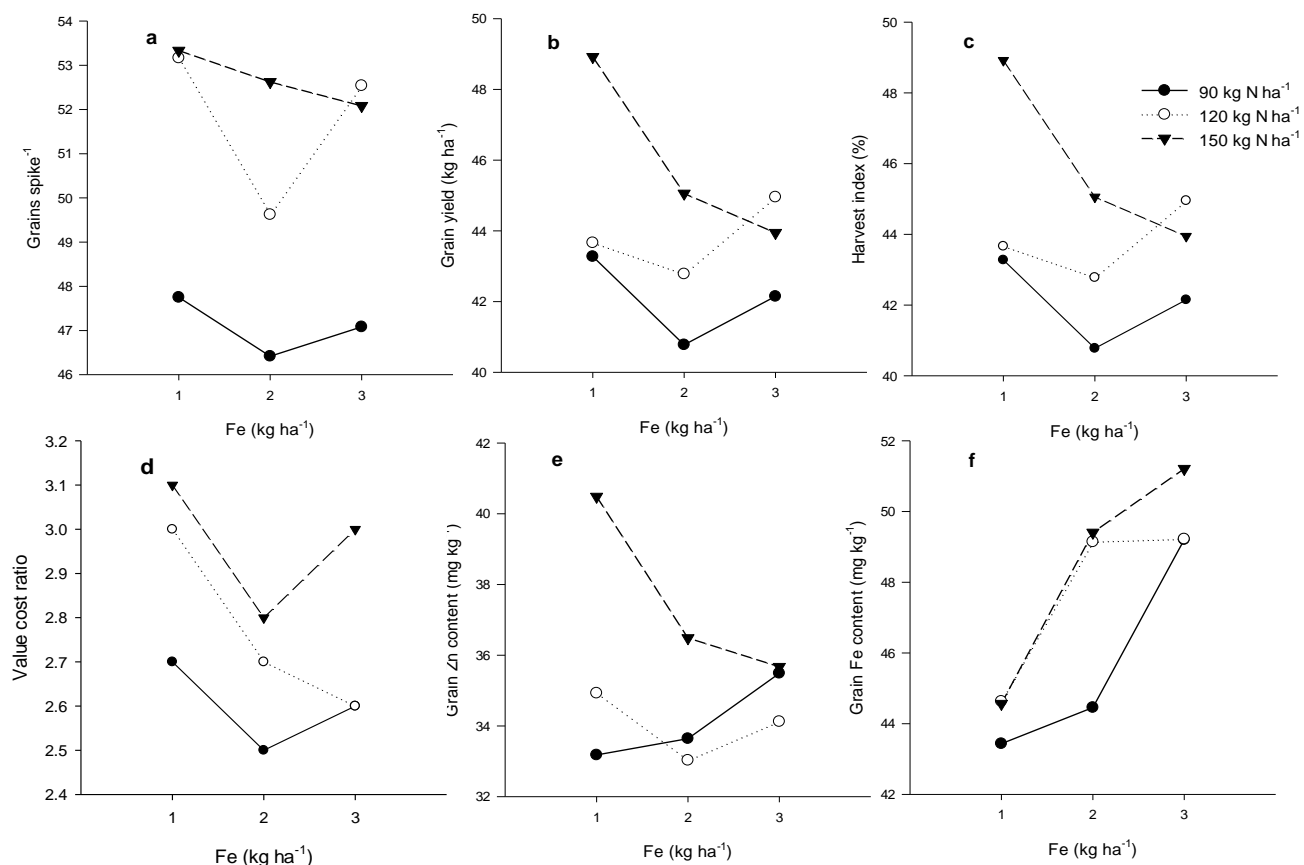 a
54
53
52
51
50
49
48
47
46
Grains spike⁻¹
1 2 3
Fe (kg ha⁻¹)
b
50
48
46
44
42
40
Grain yield (kg ha⁻¹)
1 2 3
Fe (kg ha⁻¹)
c
50
48
46
44
42
40
Harvest index (%)
1 2 3
Fe (kg ha⁻¹)
90 kg N ha⁻¹
120 kg N ha⁻¹
150 kg N ha⁻¹
d
3.2
3.1
3.0
2.9
2.8
2.7
2.6
2.5
2.4
Value cost ratio
1 2 3
Fe (kg ha⁻¹)
e
42
40
38
36
34
32
Grain Zn content (mg kg⁻¹)
1 2 3
Fe (kg ha⁻¹)
f
52
50
48
46
44
42
Grain Fe content (mg kg⁻¹)
1 2 3
Fe (kg ha⁻¹)